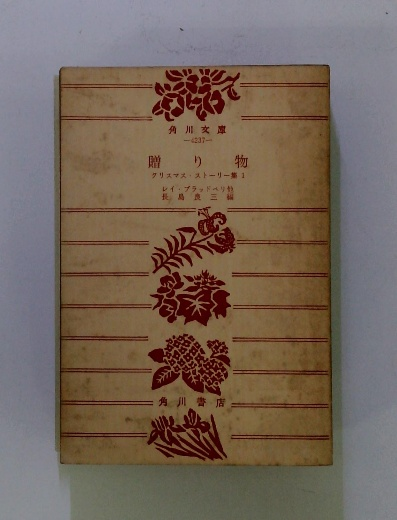 角川文庫
—4237—
贈り物
クリスマス・ストーリー集 1
レイ・ブラッドベリ他
長島良三編
角川書店